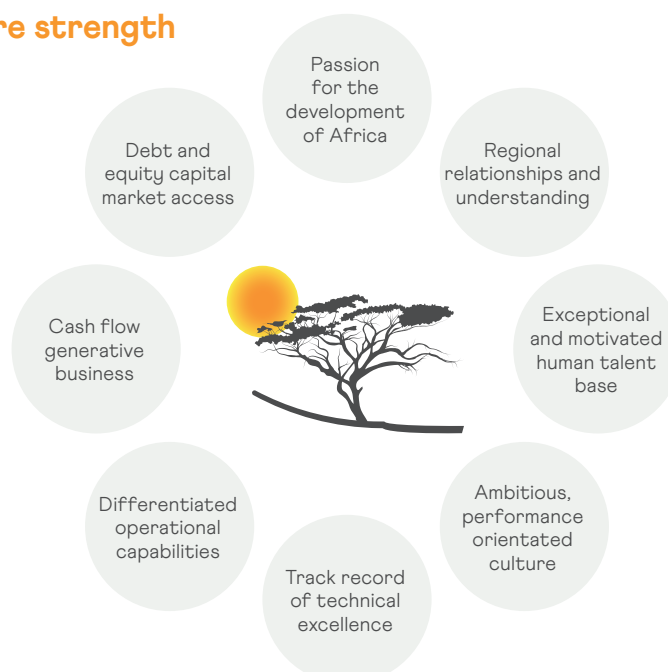 re strength
Passion
for the
development
of Africa
Regional
relationships and
understanding
Exceptional
and motivated
human talent
base
Ambitious,
performance
orientated
culture
Track record
of technical
excellence
Differentiated
operational
capabilities
Cash flow
generative
business
Debt and
equity capital
market access